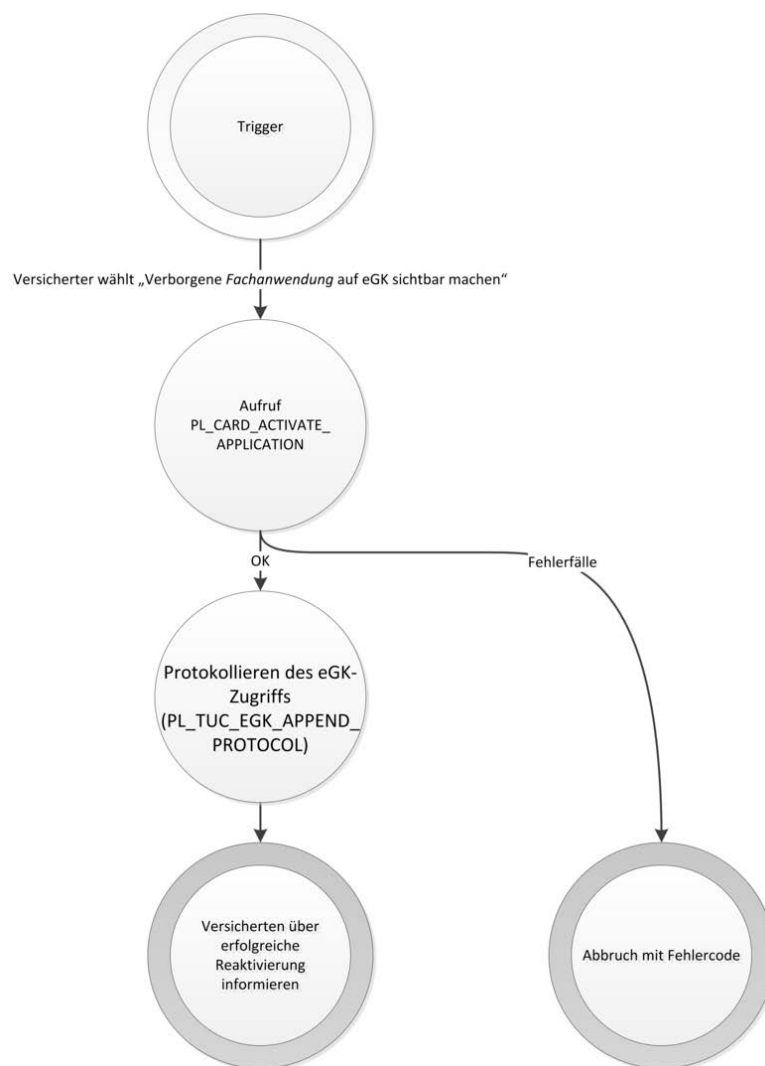 Trigger
Versicherter wählt „Verborgene Fachanwendung auf eGK sichtbar machen“
Aufruf
PL_CARD_ACTIVATE_
APPLICATION
OK
Fehlerfälle
Protokollieren des eGK-
Zugriffs
(PL_TUC_EGK_APPEND_
PROTOCOL)
Versicherten über
erfolgreiche
Reaktivierung
informieren
Abbruch mit Fehlercode